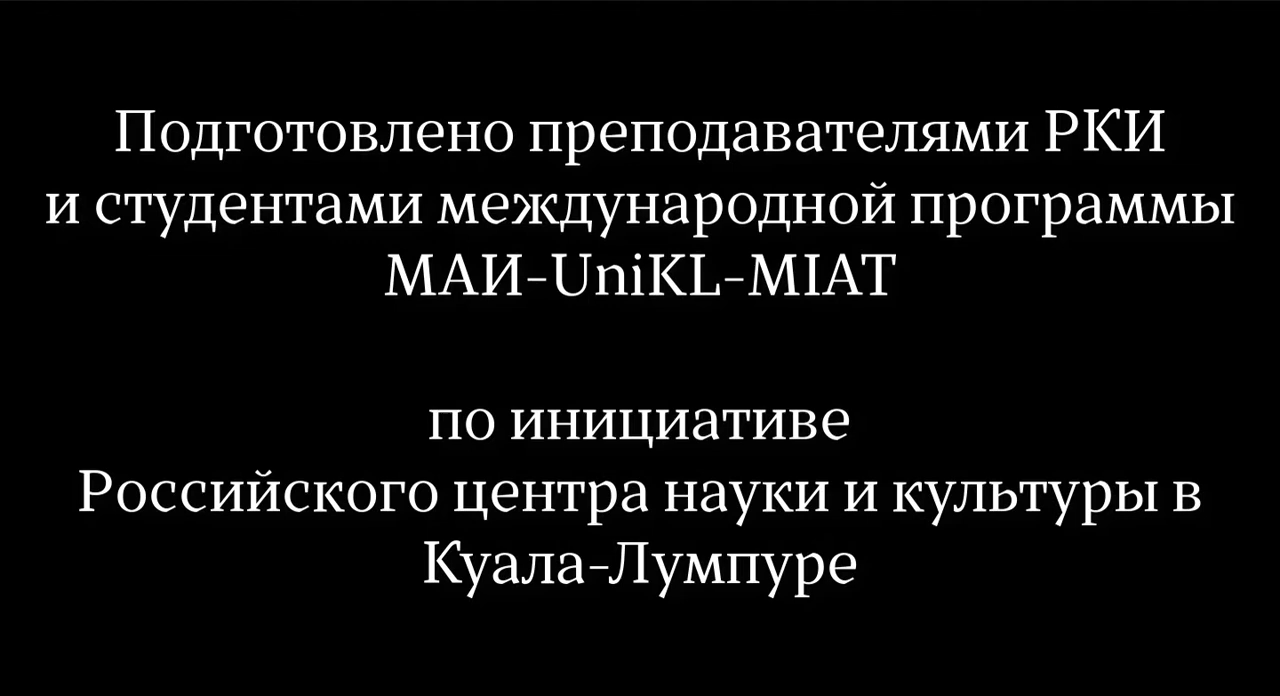 Подготовлено преподавателями РКИ
и студентами международной программы
МАИ-UniKL-MIAT
по инициативе
Российского центра науки и культуры в
Куала-Лумпуре